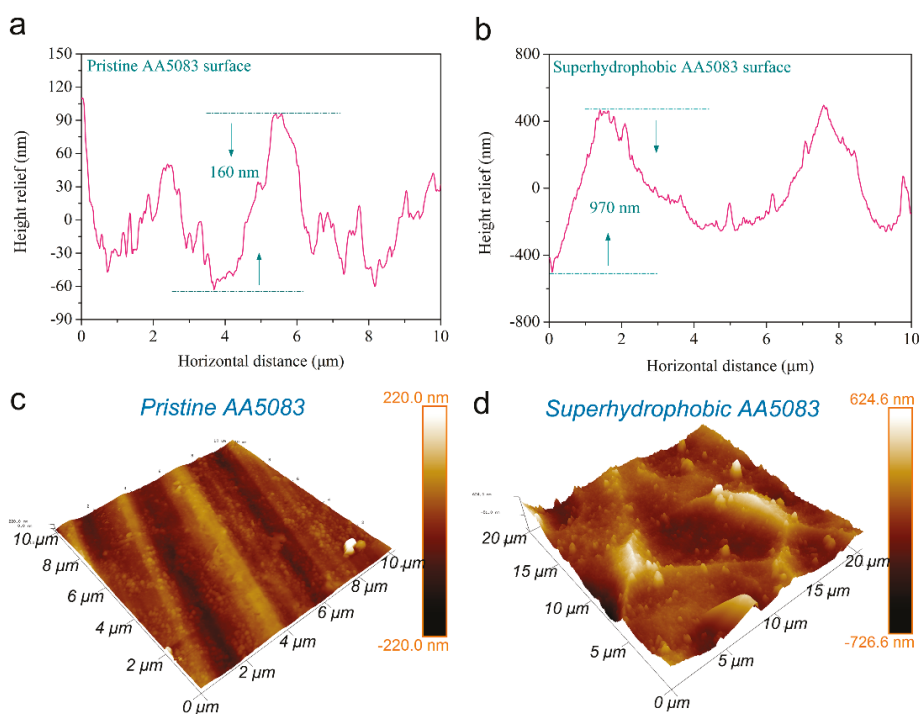 a
150
120
90
60
30
0
-30
-60
-90
0 2 4 6 8 10
Height relief (nm)
Horizontal distance (μm)
Pristine AA5083 surface
160 nm
b
800
400
0
-400
-800
0 2 4 6 8 10
Height relief (nm)
Horizontal distance (μm)
Superhydrophobic AA5083 surface
970 nm
c
Pristine AA5083
220.0 nm
-220.0 nm
10 μm
8 μm
6 μm
4 μm
2 μm
0 μm
2 μm
4 μm
6 μm
8 μm
10 μm
d
Superhydrophobic AA5083
624.6 nm
-726.6 nm
20 μm
15 μm
10 μm
5 μm
0 μm
5 μm
10 μm
15 μm
20 μm